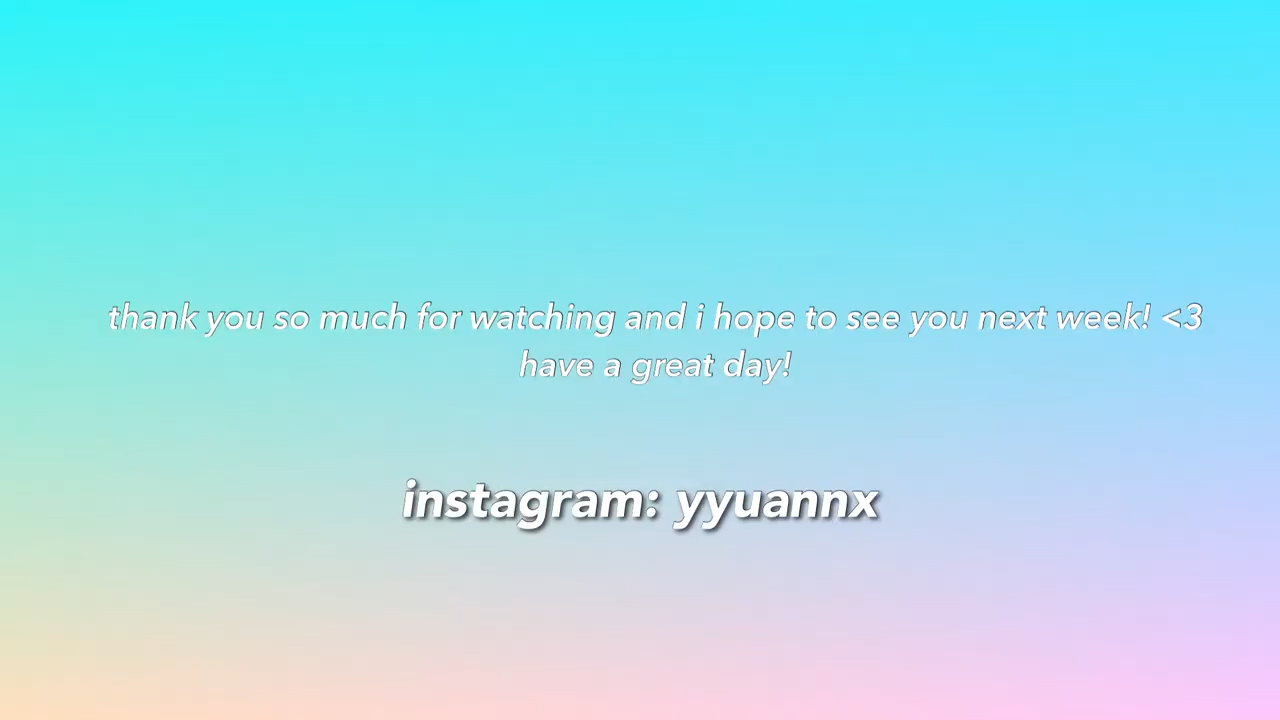 thank you so much for watching and i hope to see you next week! <3
have a great day!
instagram: yyuannx